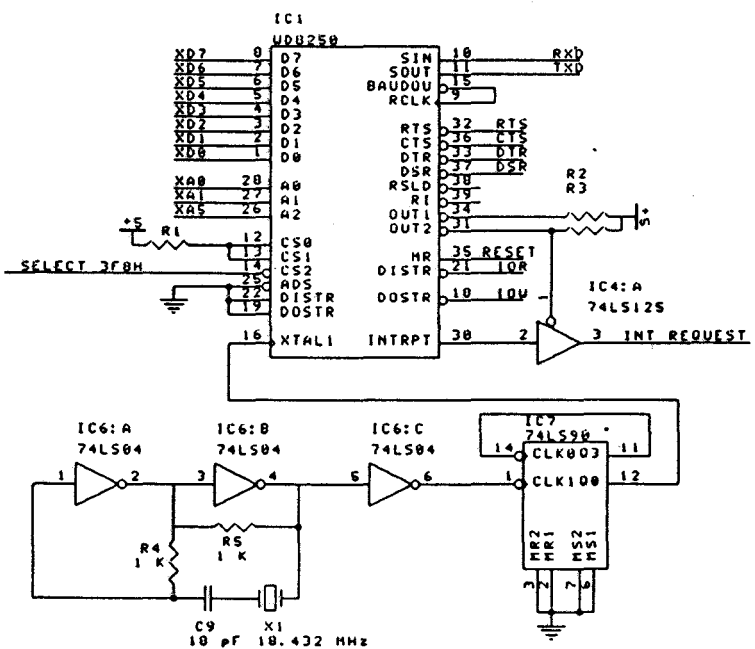 IC1
WD8250
XD7 8 D7 SIN 10 RXD
XD6 7 D6 SOUT 11 TXD
XD5 6 D5 BAUDOU 15
XD4 5 D4 RCLK 9
XD3 4 D3
XD2 3 D2 RTS 32 RTS
XD1 2 D1 CTS 36 CTS
XD0 1 D0 DTR 33 DTR
DSR 37 DSR
XA0 28 A0 RSLD 38
XA1 27 A1 RI 39
XA5 26 A2 OUT1 34
OUT2 31
R2
R3
+5
+5 R1
12 CS0
13 CS1 MR 35 RESET
SELECT 3F8H 14 CS2 DISTR 21 IOR
25 ADS
22 DISTR DOSTR 18 IOW
19 DOSTR
IC4:A
74LS125
1
16 XTAL1 INTRPT 30 2 3 INT REQUEST
IC6:A IC6:B IC6:C IC7
74LS04 74LS04 74LS04 74LS90
14 CLK0 Q3 11
1 2 3 4 5 6 1 CLK1 Q0 12
R4 R5
1 K 1 K
MR2 MR1 MS2 MS1
3 2 7 6
C9 X1
10 pF 18.432 MHz